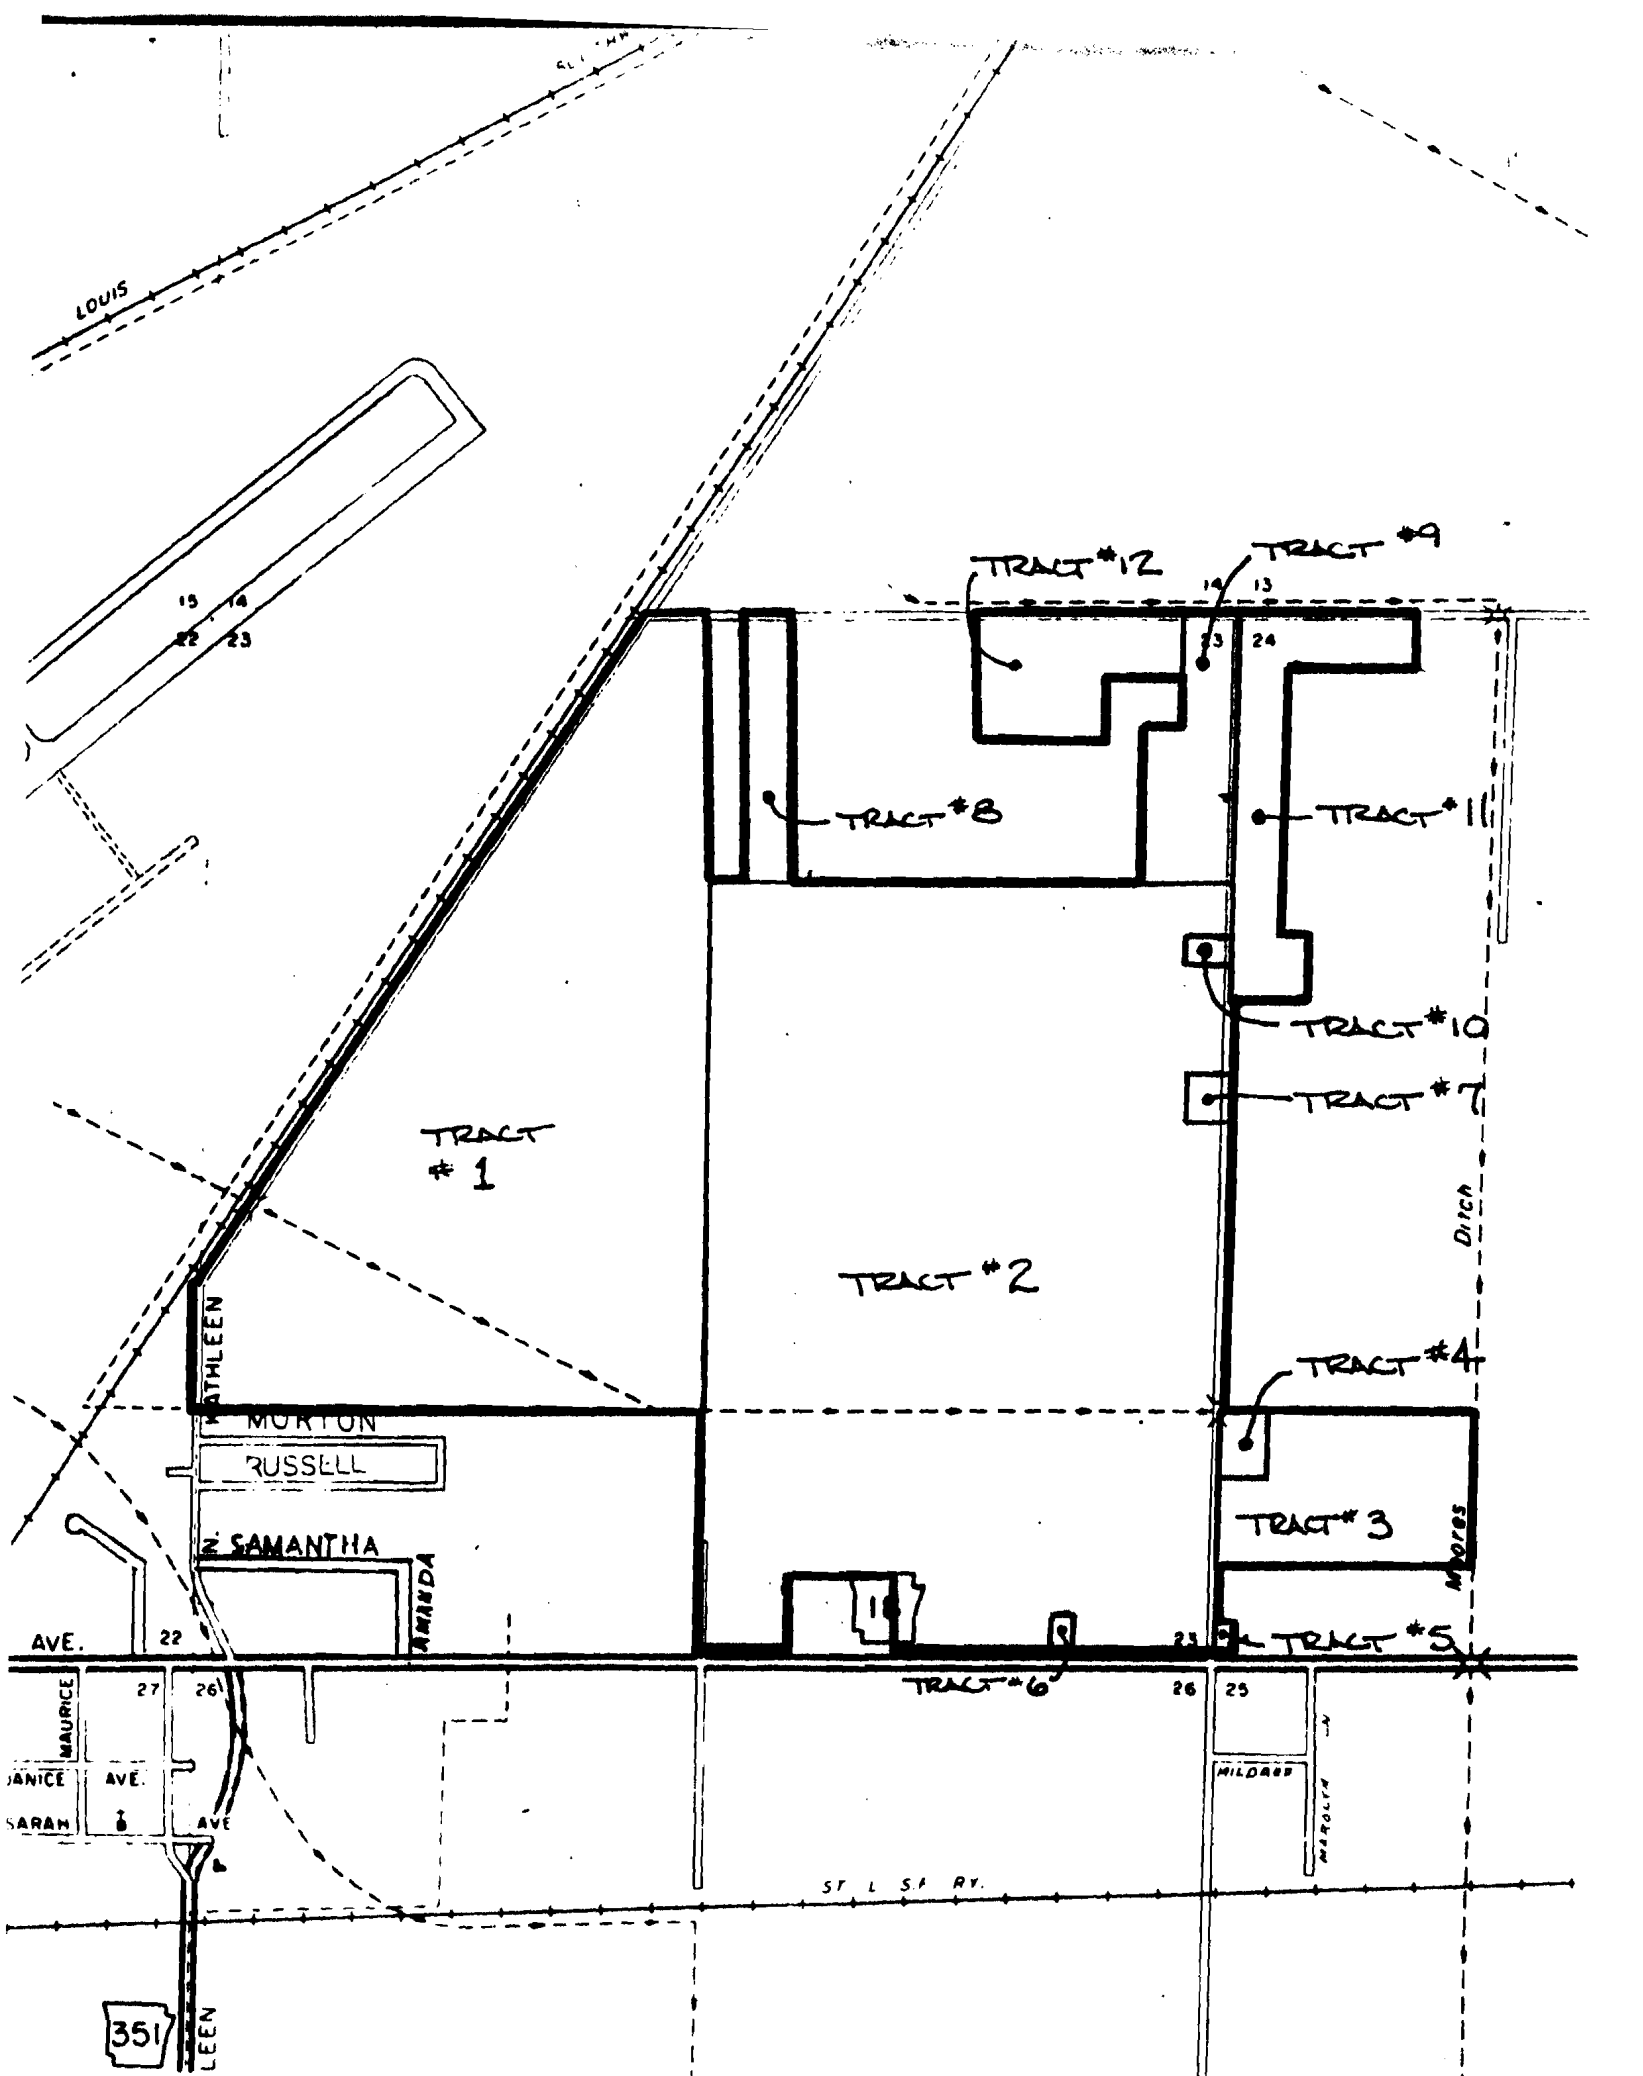 LOUIS
15 14
22 23
TRACT #12
TRACT #9
14 13
23 24
TRACT #8
TRACT #11
TRACT #10
TRACT #7
TRACT
# 1
Ditch
TRACT #2
KATHLEEN
TRACT #4
MORTON
RUSSELL
TRACT # 3
Moores
N.
SAMANTHA
AMANDA
18
AVE.
22
23
TRACT #5
TRACT #6
27 26
26 25
MAURICE
JANICE AVE.
MILDRED
LN
MAROLYN
SARAH AVE
ST L S.F. RY.
351
LEEN